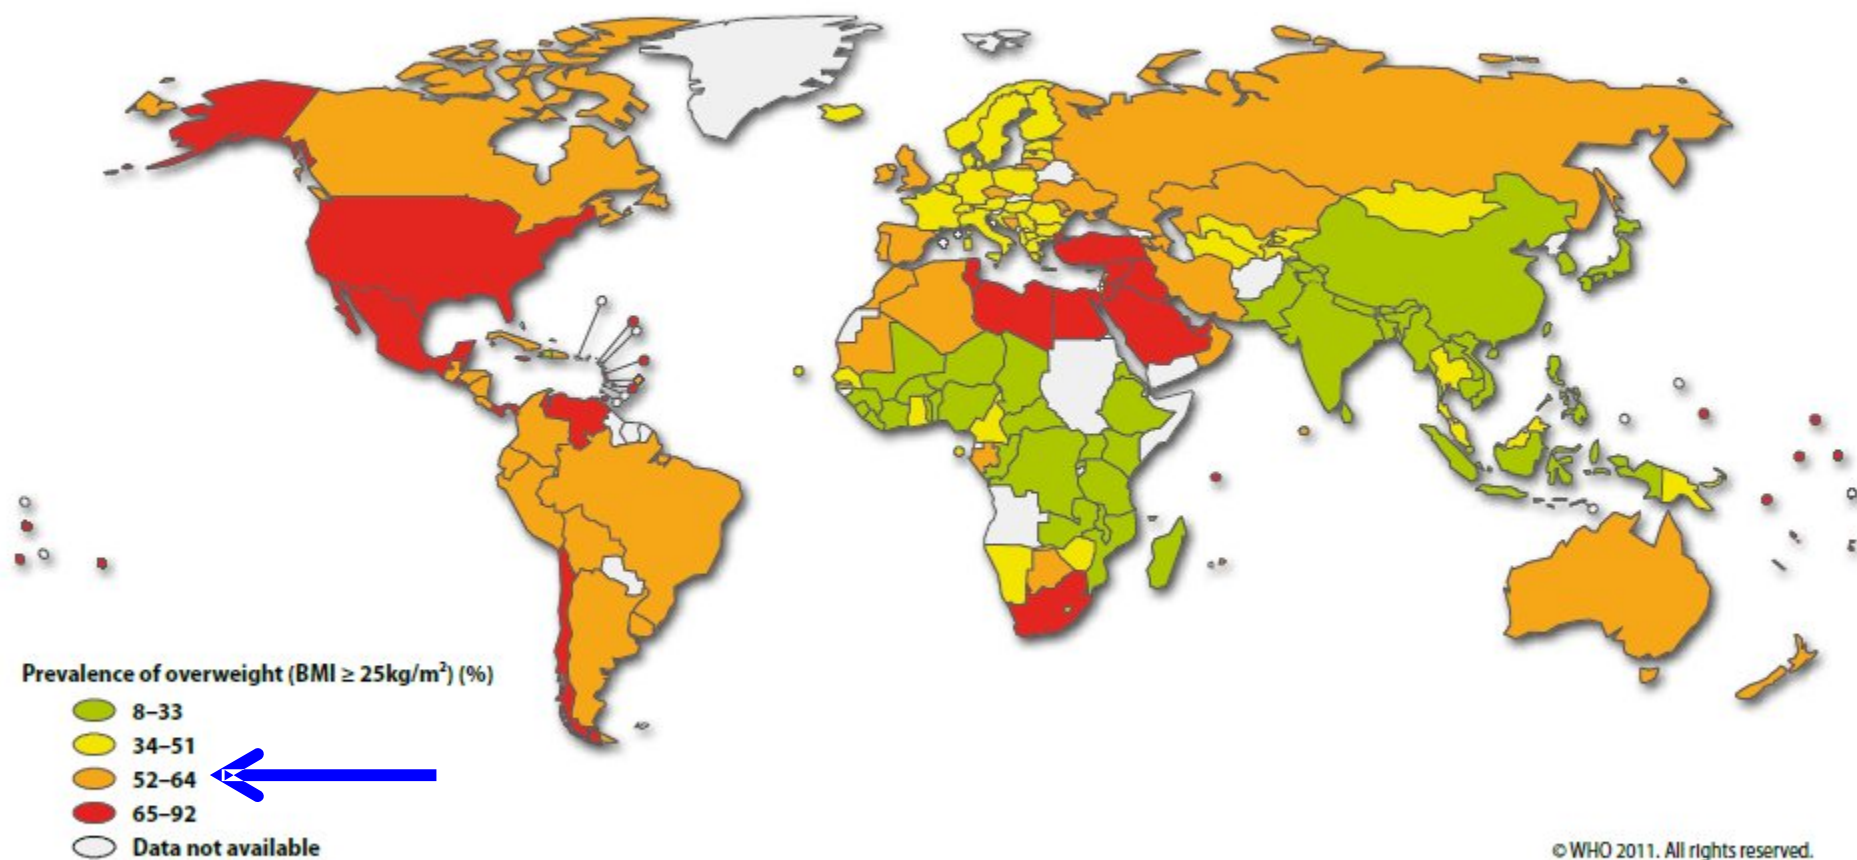 Prevalence of overweight (BMI ≥ 25kg/m²) (%)
8–33
34–51
52–64
65–92
Data not available
© WHO 2011. All rights reserved.